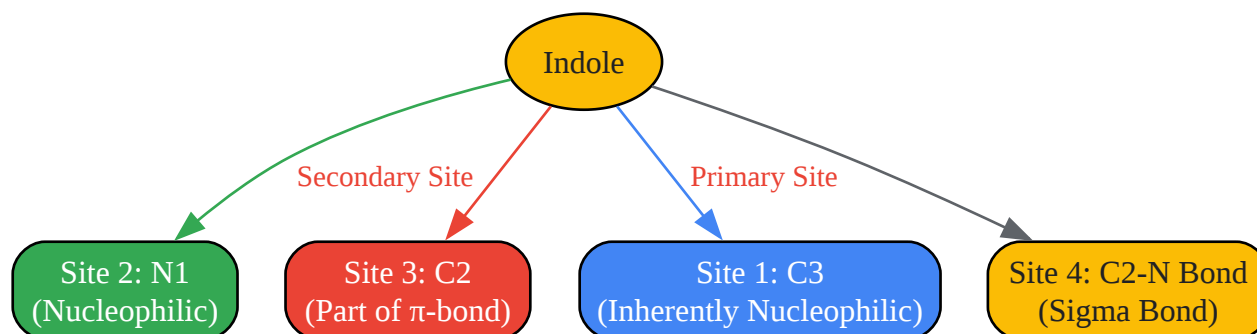 Indole
Secondary Site
Primary Site
Site 2: N1
(Nucleophilic)
Site 3: C2
(Part of π-bond)
Site 1: C3
(Inherently Nucleophilic)
Site 4: C2-N Bond
(Sigma Bond)